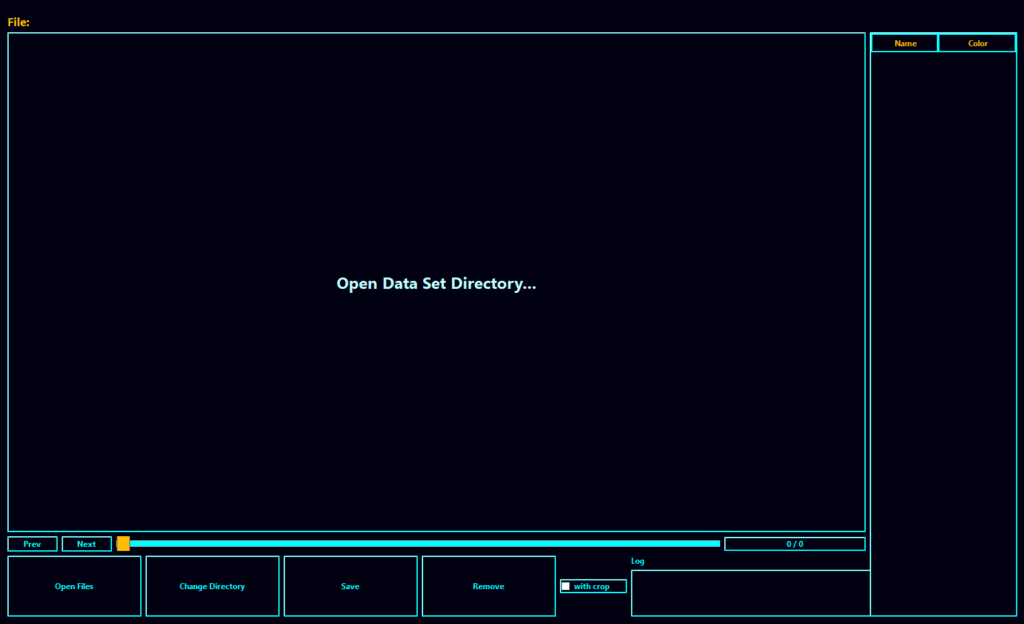 File:
Name Color
Open Data Set Directory...
Prev Next 0 / 0
Log
Open Files Change Directory Save Remove with crop